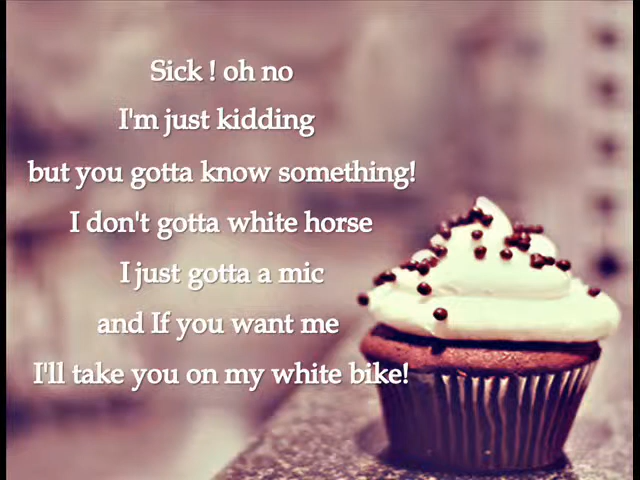 Sick ! oh no
I'm just kidding
but you gotta know something!
I don't gotta white horse
I just gotta a mic
and If you want me
I'll take you on my white bike!